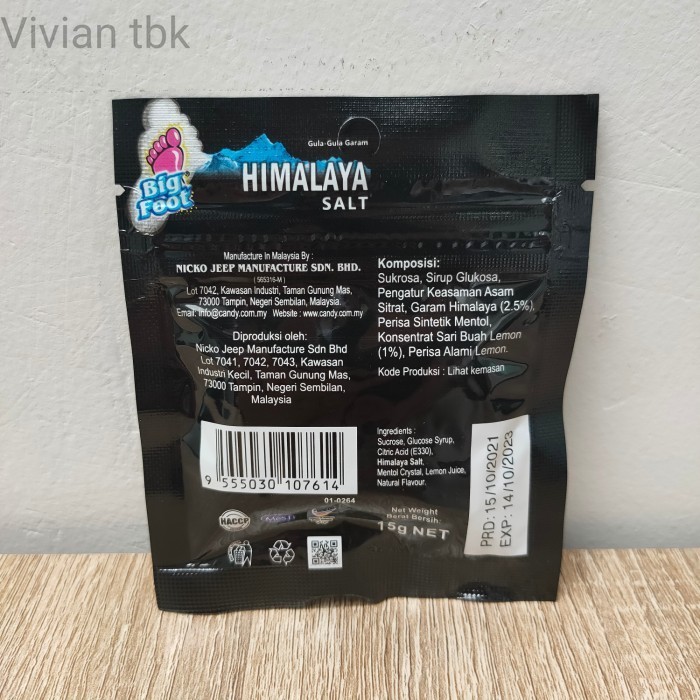 Vivian tbk
Gula-Gula Garam
Big Foot
HIMALAYA
SALT
Manufacture In Malaysia By :
NICKO JEEP MANUFACTURE SDN. BHD.
( 565316-M )
Lot 7042, Kawasan Industri, Taman Gunung Mas,
73000 Tampin, Negeri Sembilan, Malaysia.
Email: info@candy.com.my Website : www.candy.com.my
Diproduksi oleh:
Nicko Jeep Manufacture Sdn Bhd
Lot 7041, 7042, 7043, Kawasan
Industri Kecil, Taman Gunung Mas,
73000 Tampin, Negeri Sembilan,
Malaysia
Komposisi:
Sukrosa, Sirup Glukosa,
Pengatur Keasaman Asam
Sitrat, Garam Himalaya (2.5%),
Perisa Sintetik Mentol,
Konsentrat Sari Buah Lemon
(1%), Perisa Alami Lemon.
Kode Produksi : Lihat kemasan
9 555030 107614
01-0264
HACCP
Ingredients :
Sucrose, Glucose Syrup,
Citric Acid (E330),
Himalaya Salt,
Mentol Crystal, Lemon Juice,
Natural Flavour.
Net Weight
Berat Bersih
15g NET
PRD: 15/10/2021
EXP: 14/10/2023